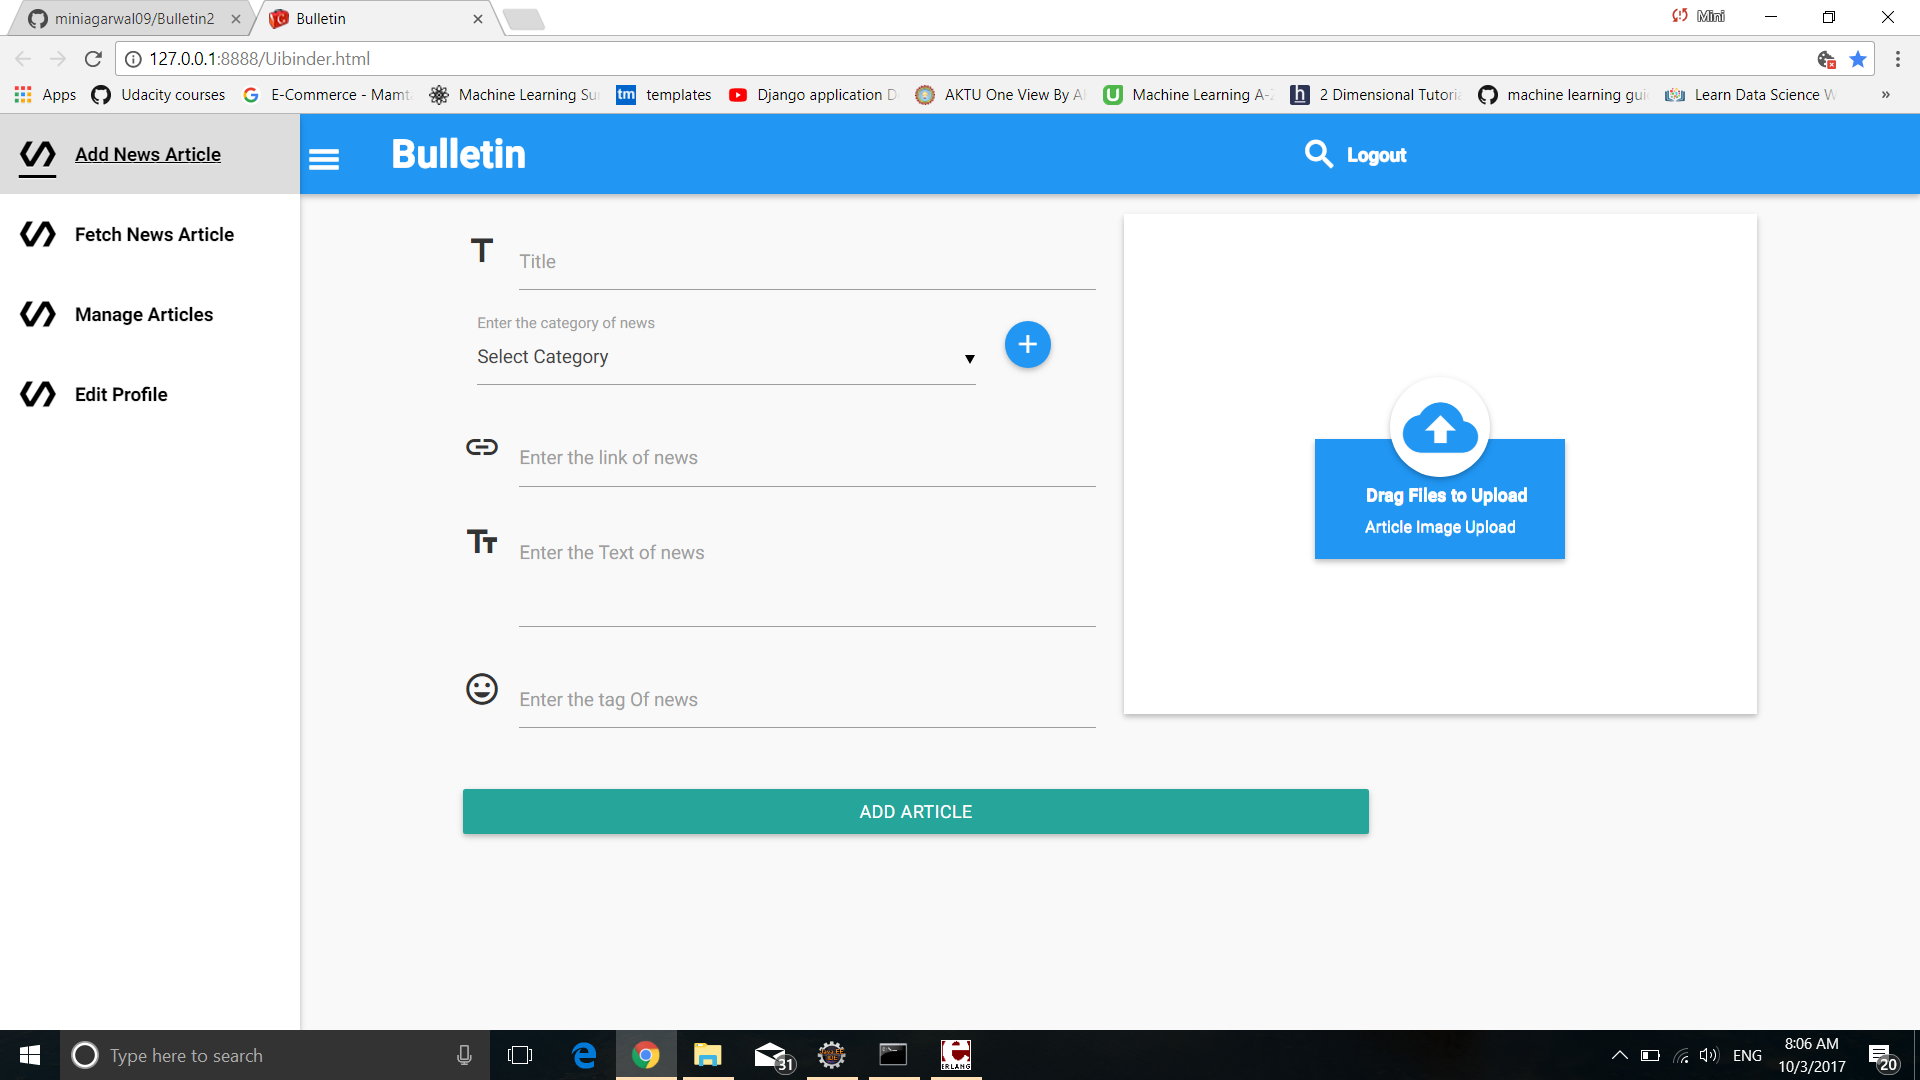 miniagarwal09/Bulletin2
Bulletin
Mini
127.0.0.1:8888/Uibinder.html
Apps
Udacity courses
E-Commerce - Mamt
Machine Learning Su
tm templates
Django application D
AKTU One View By A
Machine Learning A-Z
h 2 Dimensional Tutori
machine learning gui
Learn Data Science W
»
Add News Article
Bulletin
Logout
Fetch News Article
Manage Articles
Edit Profile
Title
Enter the category of news
Select Category
Enter the link of news
Enter the Text of news
Enter the tag Of news
Drag Files to Upload
Article Image Upload
ADD ARTICLE
Type here to search
31
ERLANG
ENG
8:06 AM
10/3/2017
20